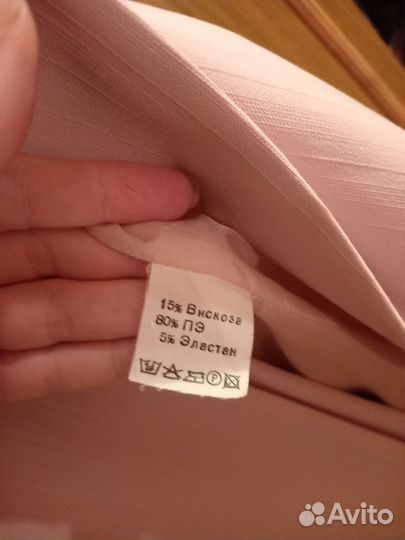 15% Вискоза
80% ПЭ
5% Эластан
P
Avito